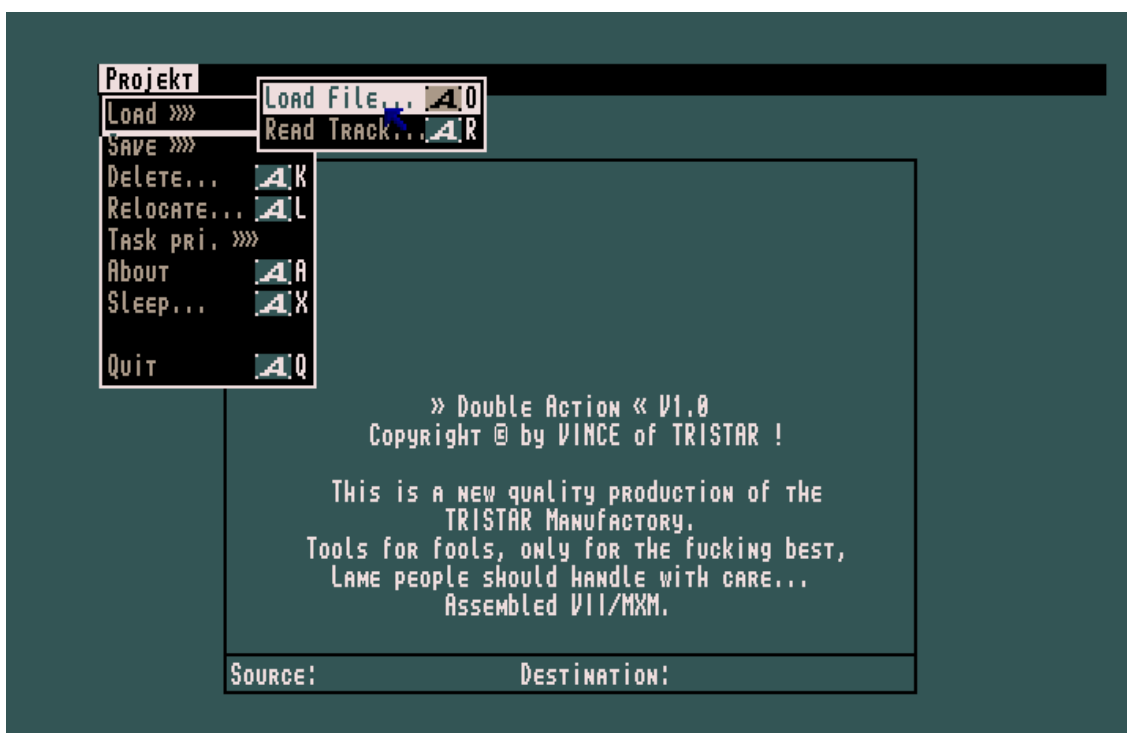 Projekt
Load »»
Load File... A O
Read Track... A R
Save »»
Delete... A K
Relocate... A L
Task pri. »»
About A A
Sleep... A X
Quit A Q
» Double Action « V1.0
Copyright © by VINCE of TRISTAR !
This is a new quality production of the
TRISTAR Manufactory.
Tools for fools, only for the fucking best,
Lame people should handle with care...
Assembled VII/MXM.
Source: Destination: